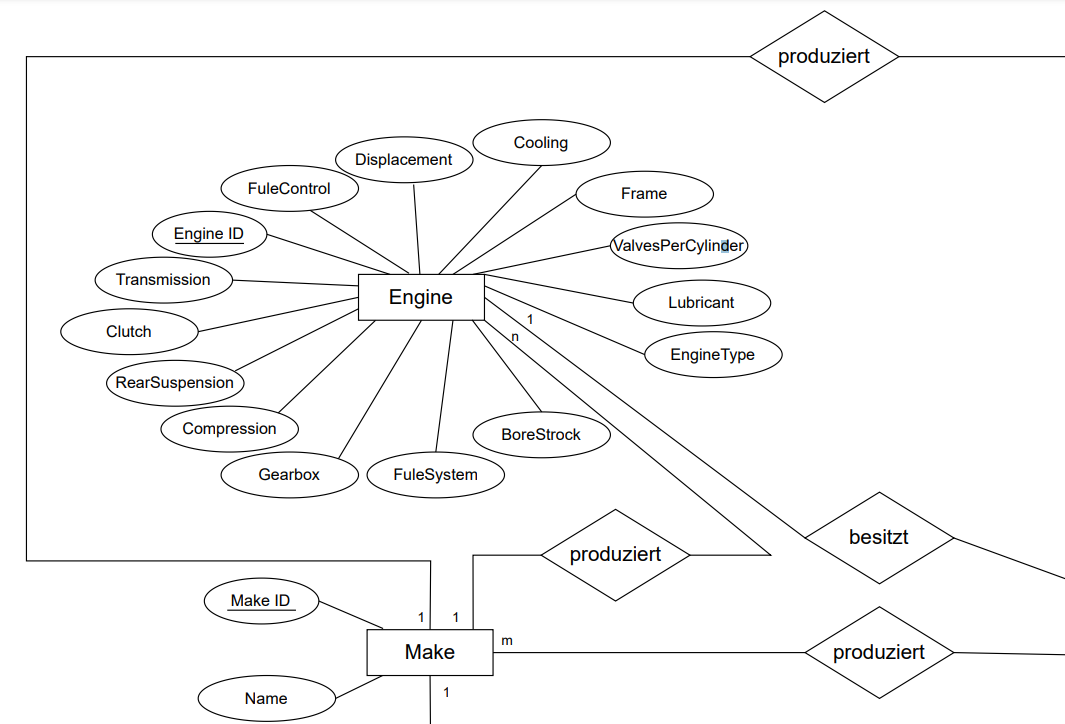 produziert
Cooling
Displacement
FuleControl
Frame
Engine ID
ValvesPerCylinder
Transmission
Engine
Lubricant
1
n
Clutch
EngineType
RearSuspension
Compression
BoreStrock
Gearbox
FuleSystem
besitzt
produziert
Make ID
1
1
m
Make
produziert
1
Name